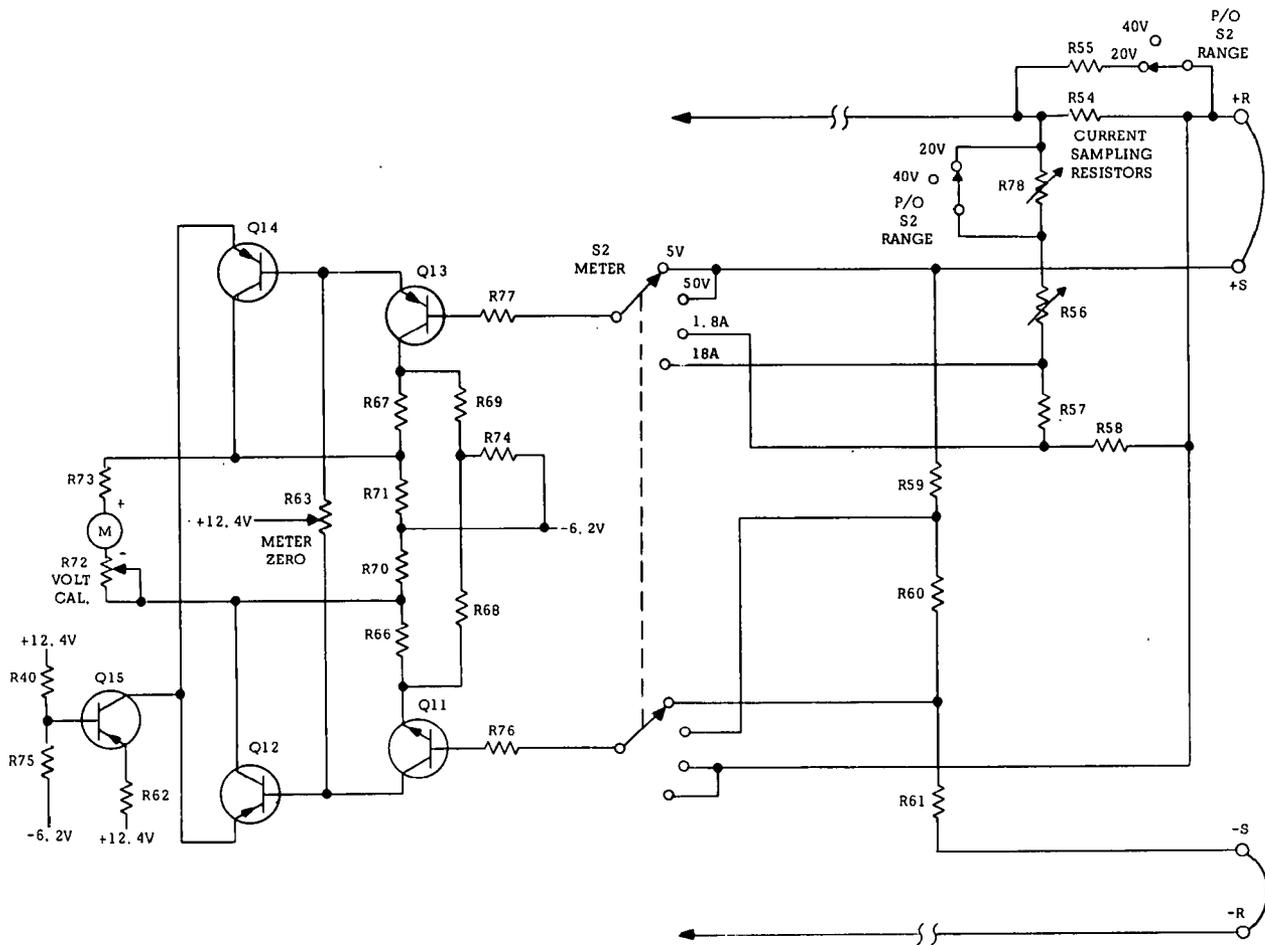 P/O
S2
RANGE
40V
20V
R55
R54
+R
CURRENT
SAMPLING
RESISTORS
20V
40V
R78
P/O
S2
RANGE
Q14
Q13
S2
METER
5V
+S
R77
50V
R56
1.8A
18A
R67
R69
R57
R58
R74
R73
+
R71
R59
R63
+12.4V
M
METER
ZERO
-6.2V
-
R72
VOLT
CAL.
R70
R60
R68
R66
+12.4V
R40
Q15
Q11
R76
R75
Q12
R62
R61
-6.2V
+12.4V
-S
-R